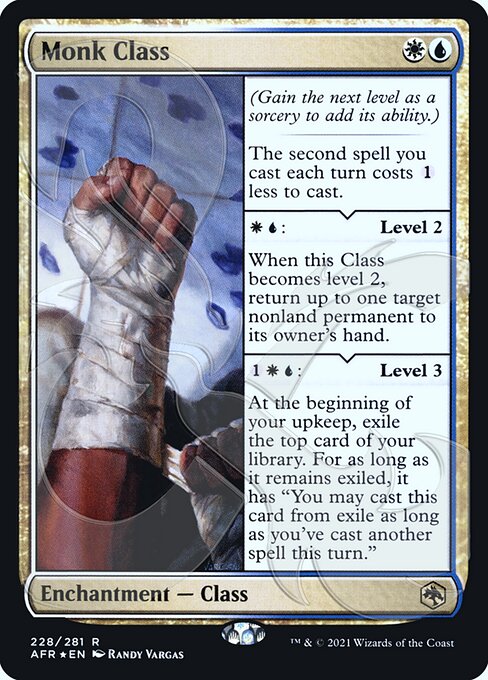 Monk Class
(Gain the next level as a
sorcery to add its ability.)
The second spell you
cast each turn costs 1
less to cast.
: Level 2
When this Class
becomes level 2,
return up to one target
nonland permanent to
its owner's hand.
1 : Level 3
At the beginning of
your upkeep, exile
the top card of your
library. For as long as
it remains exiled, it
has "You may cast this
card from exile as long
as you've cast another
spell this turn."
Enchantment — Class
228/281 R
AFR ★ EN Randy Vargas
™ & © 2021 Wizards of the Coast